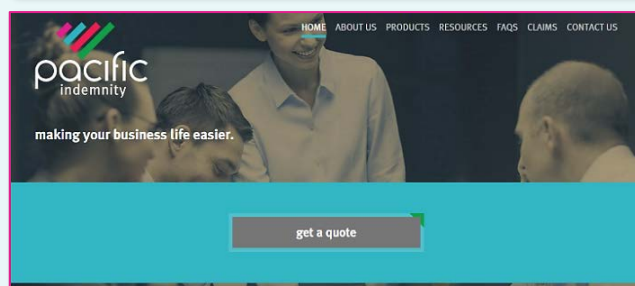 HOME ABOUT US PRODUCTS RESOURCES FAQS CLAIMS CONTACT US
pacific
indemnity
making your business life easier.
get a quote